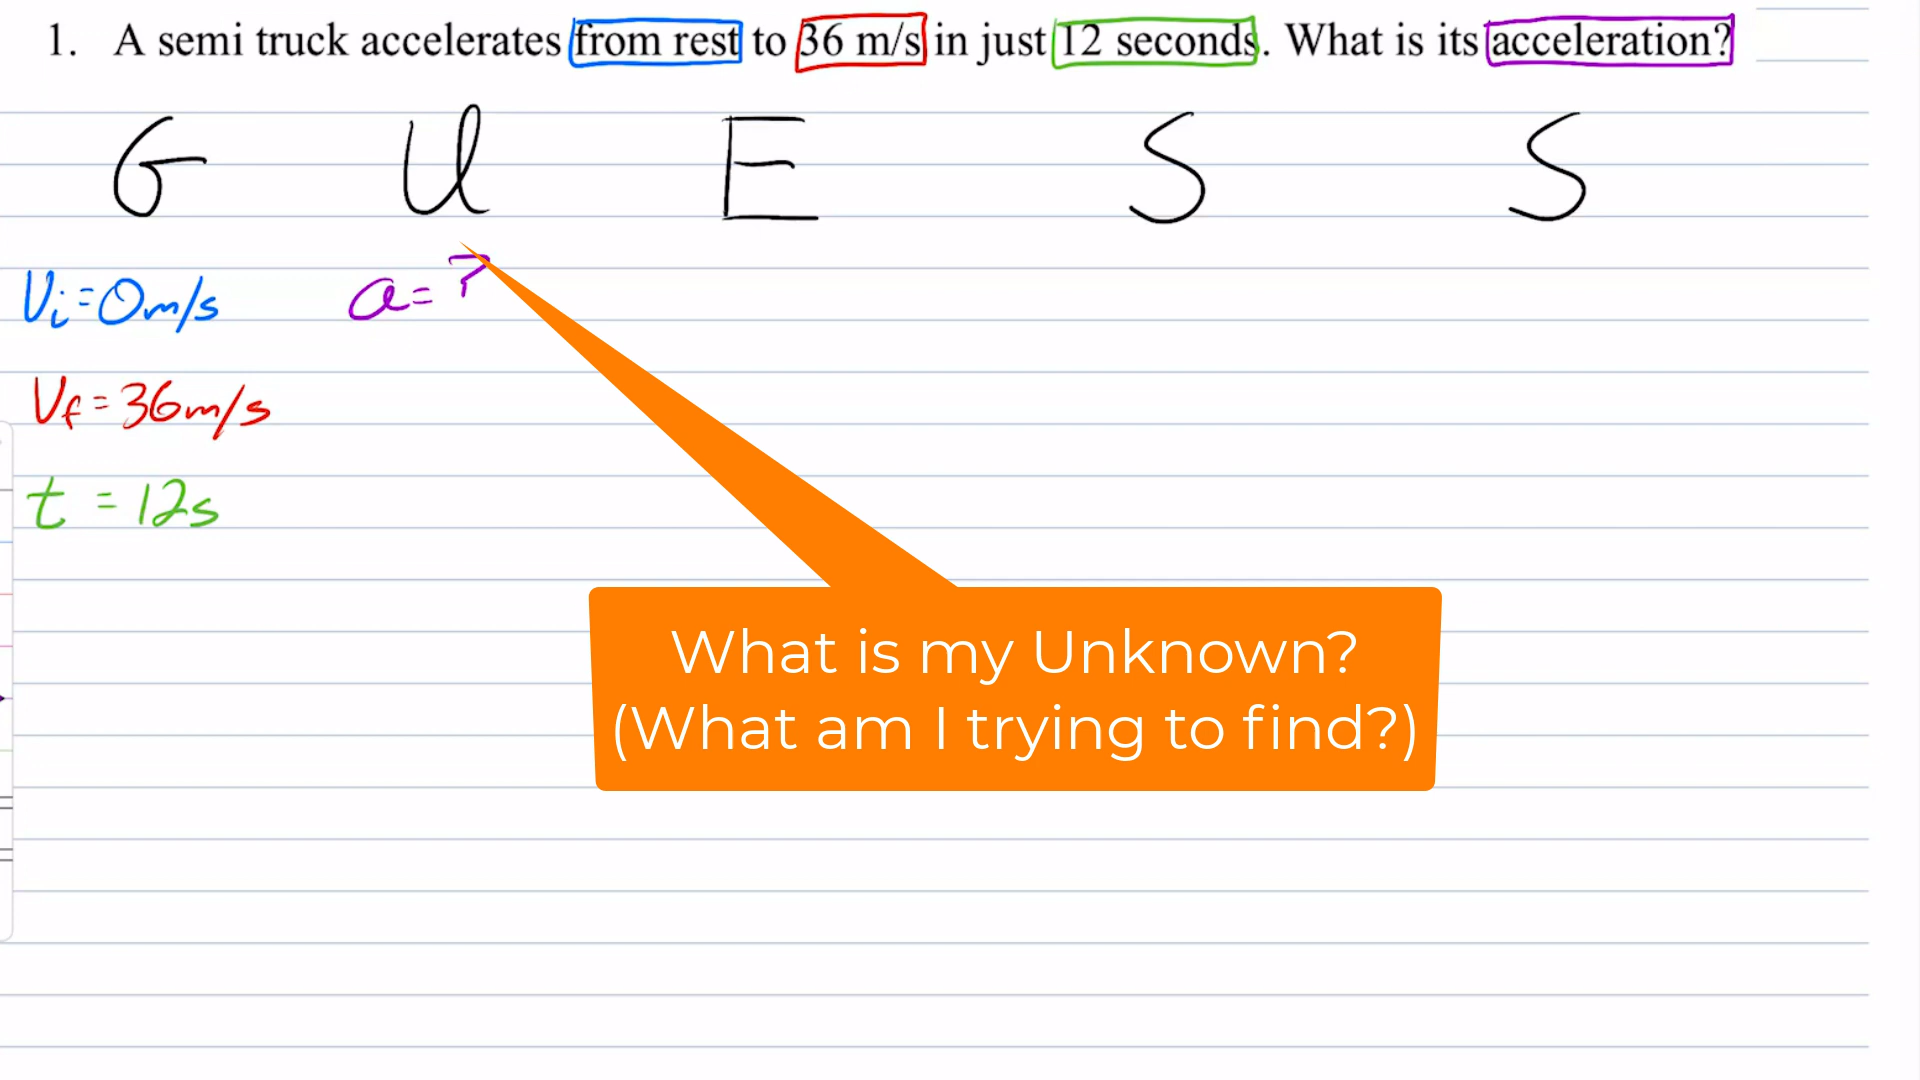 1. A semi truck accelerates from rest to 36 m/s in just 12 seconds. What is its acceleration?
G U E S S
Vi = 0m/s a = ?
Vf = 36m/s
t = 12s
What is my Unknown?
(What am I trying to find?)